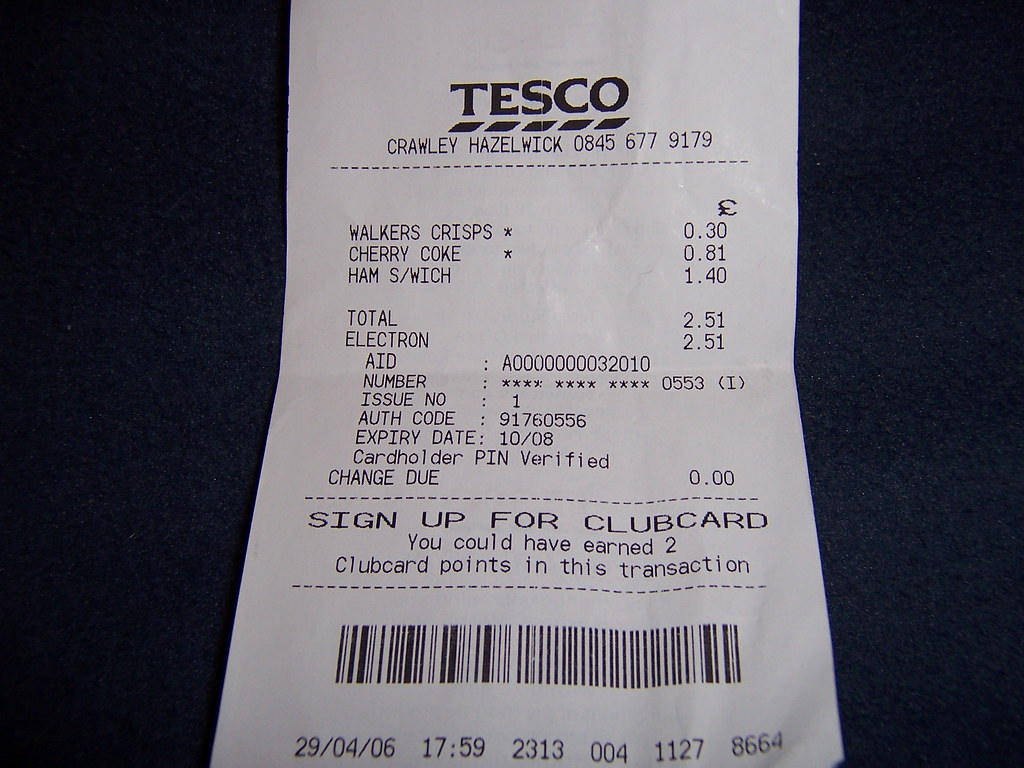 TESCO
CRAWLEY HAZELWICK 0845 677 9179
£
WALKERS CRISPS * 0.30
CHERRY COKE * 0.81
HAM S/WICH 1.40
TOTAL 2.51
ELECTRON 2.51
AID : A0000000032010
NUMBER : **** **** **** 0553 (I)
ISSUE NO : 1
AUTH CODE : 91760556
EXPIRY DATE: 10/08
Cardholder PIN Verified
CHANGE DUE 0.00
SIGN UP FOR CLUBCARD
You could have earned 2
Clubcard points in this transaction
29/04/06 17:59 2313 004 1127 8664